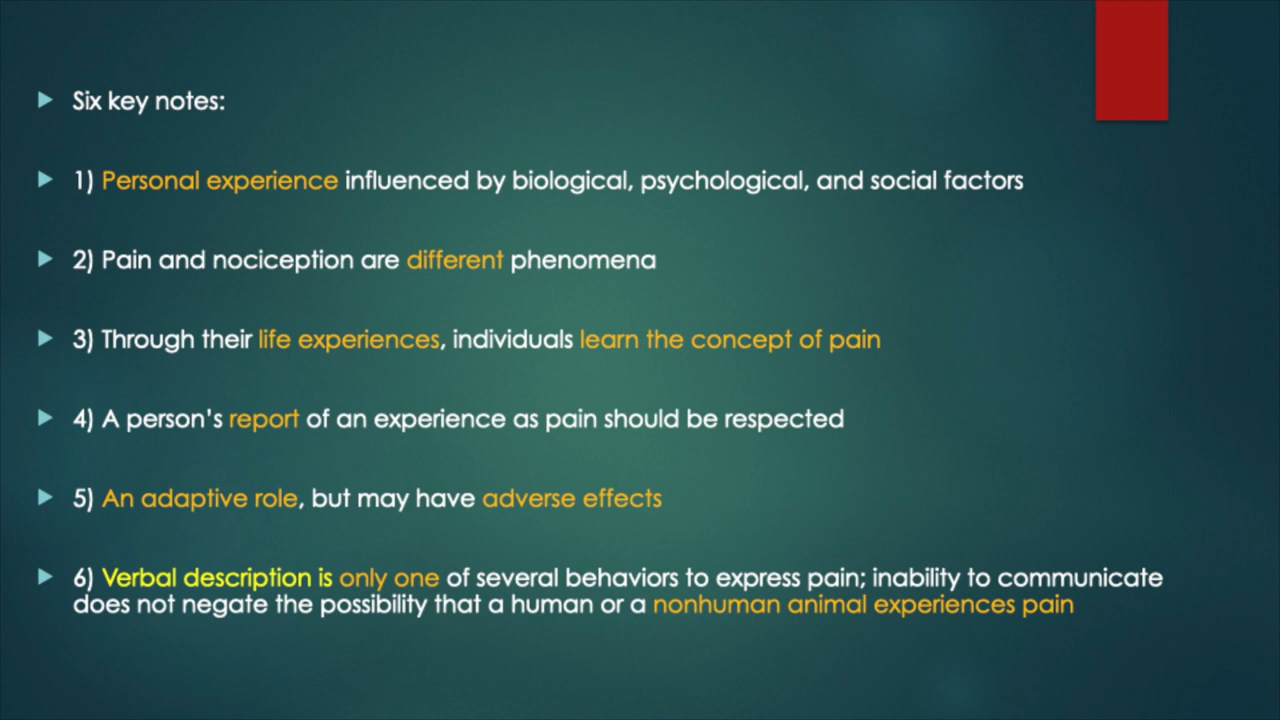 Six key notes:
1) Personal experience influenced by biological, psychological, and social factors
2) Pain and nociception are different phenomena
3) Through their life experiences, individuals learn the concept of pain
4) A person's report of an experience as pain should be respected
5) An adaptive role, but may have adverse effects
6) Verbal description is only one of several behaviors to express pain; inability to communicate
does not negate the possibility that a human or a nonhuman animal experiences pain